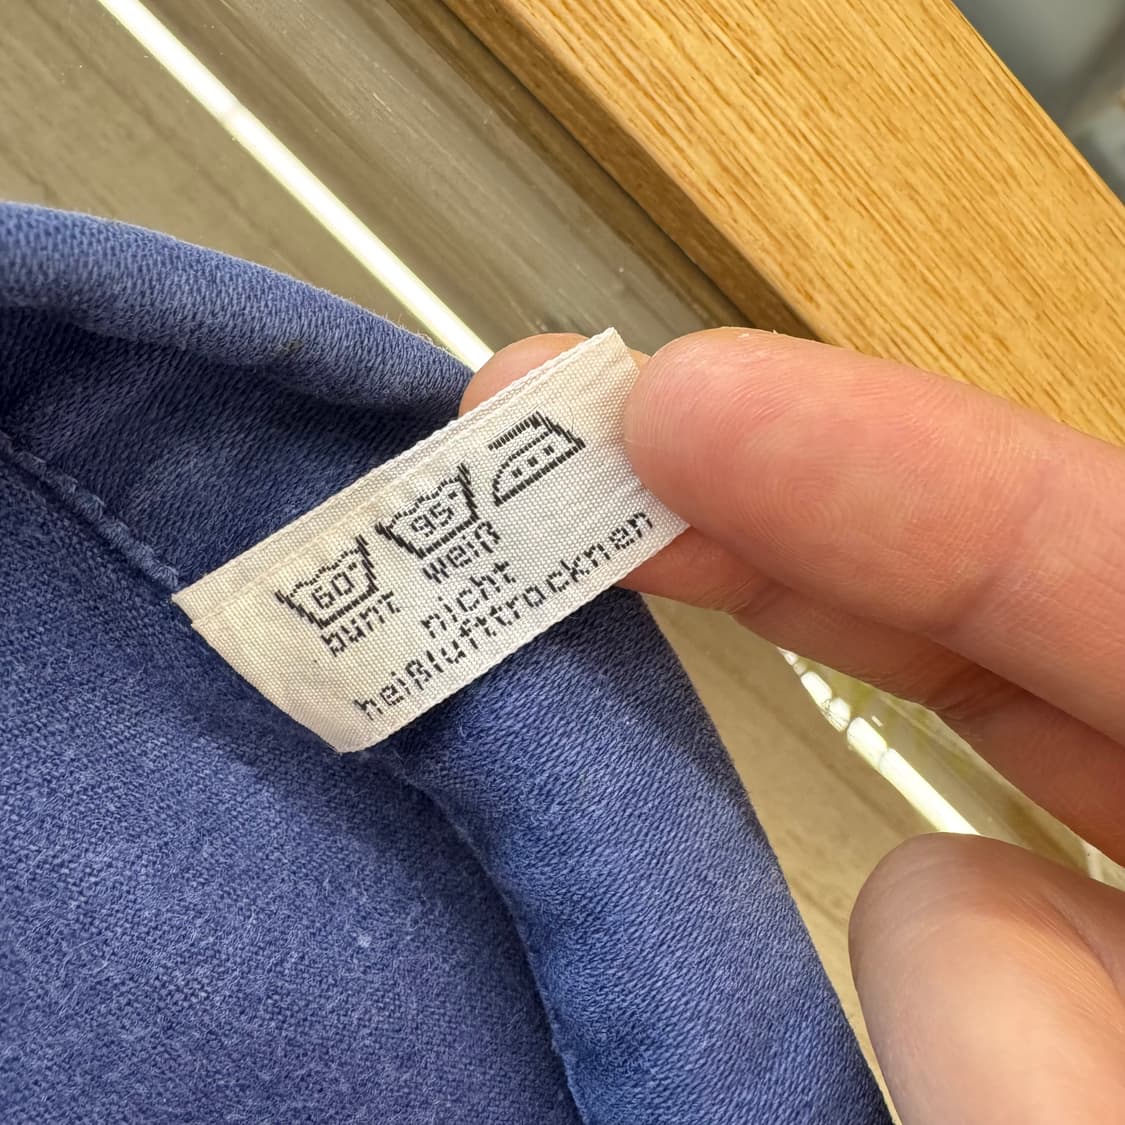 60° 95°
bunt weiß
nicht
heißlufttrocknen